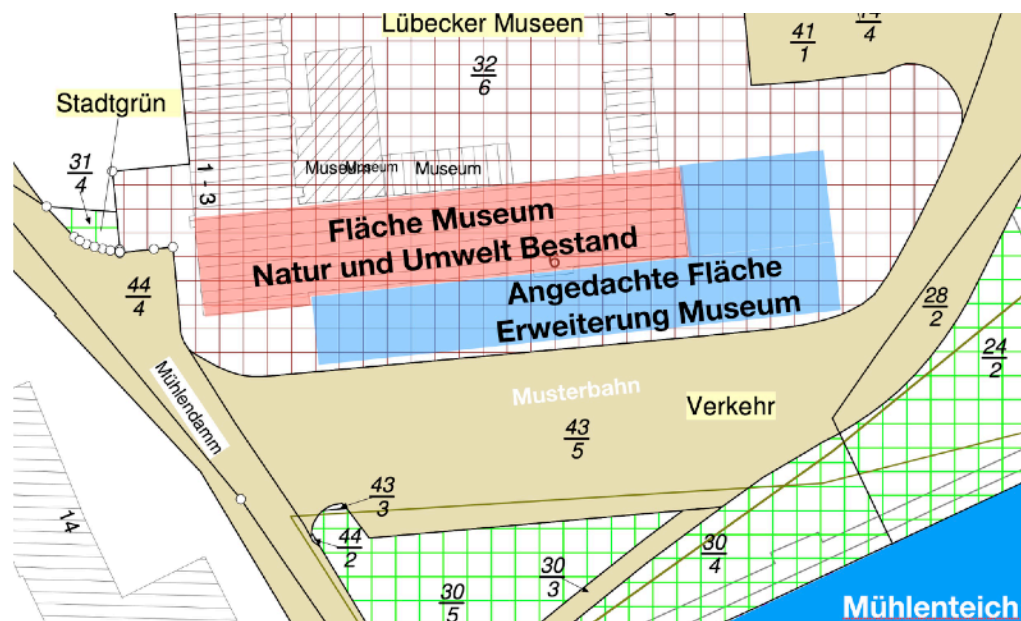 Lübecker Museen
41
1
4
32
6
Stadtgrün
31
4
1 - 3
Museum
Museum
Museum
Fläche Museum
Natur und Umwelt Bestand
6
Angedachte Fläche
Erweiterung Museum
44
4
28
2
24
2
Mühlendamm
Musterbahn
Verkehr
43
5
43
3
14
44
2
30
4
30
3
30
5
Mühlenteich